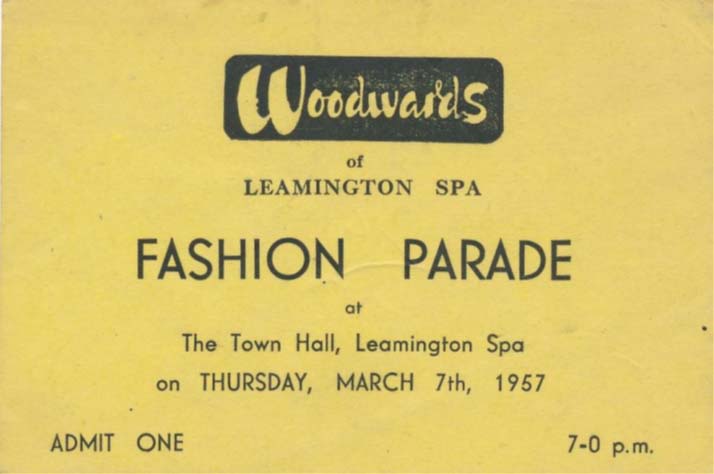 Woodwards
of
LEAMINGTON SPA
FASHION PARADE
at
The Town Hall, Leamington Spa
on THURSDAY, MARCH 7th, 1957
ADMIT ONE 7-0 p.m.